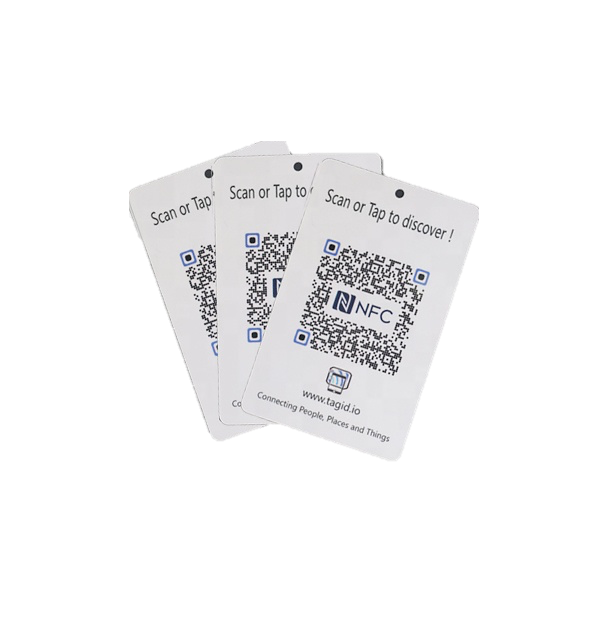 Scan or Tap
Scan or Tap to
Scan or Tap to discover !
NFC
www.tagid.io
Connecting People, Places and Things
Co